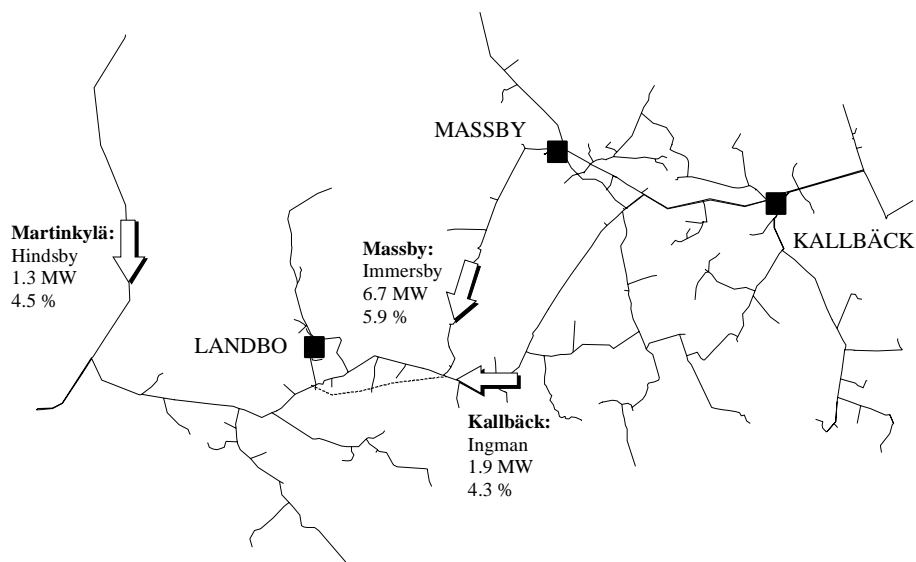 MASSBY
Martinkylä:
Hindsby
1.3 MW
4.5 %
Massby:
Immersby
6.7 MW
5.9 %
KALLBÄCK
LANDBO
Kallbäck:
Ingman
1.9 MW
4.3 %